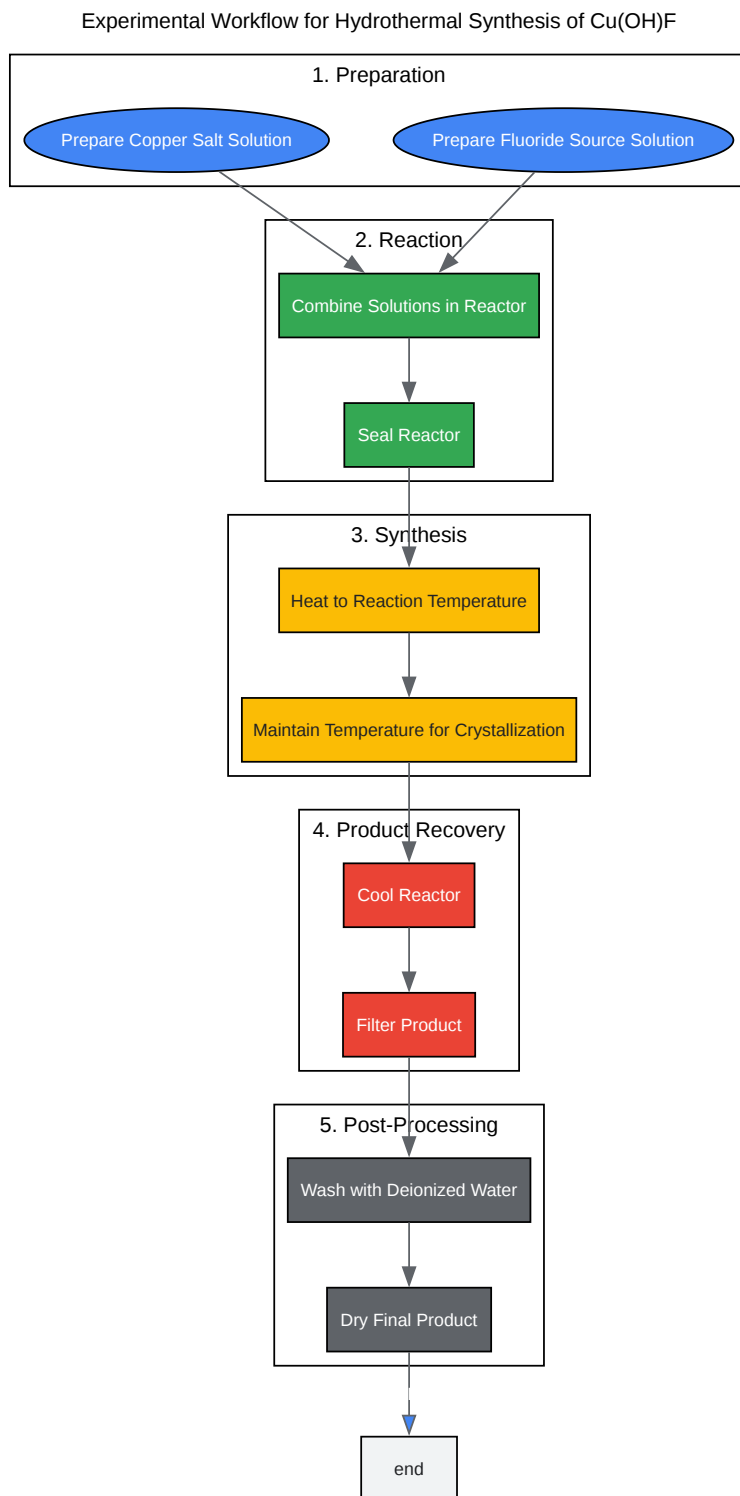 Experimental Workflow for Hydrothermal Synthesis of Cu(OH)F
1. Preparation
Prepare Copper Salt Solution
Prepare Fluoride Source Solution
2. Reaction
Combine Solutions in Reactor
Seal Reactor
3. Synthesis
Heat to Reaction Temperature
Maintain Temperature for Crystallization
4. Product Recovery
Cool Reactor
Filter Product
5. Post-Processing
Wash with Deionized Water
Dry Final Product
end